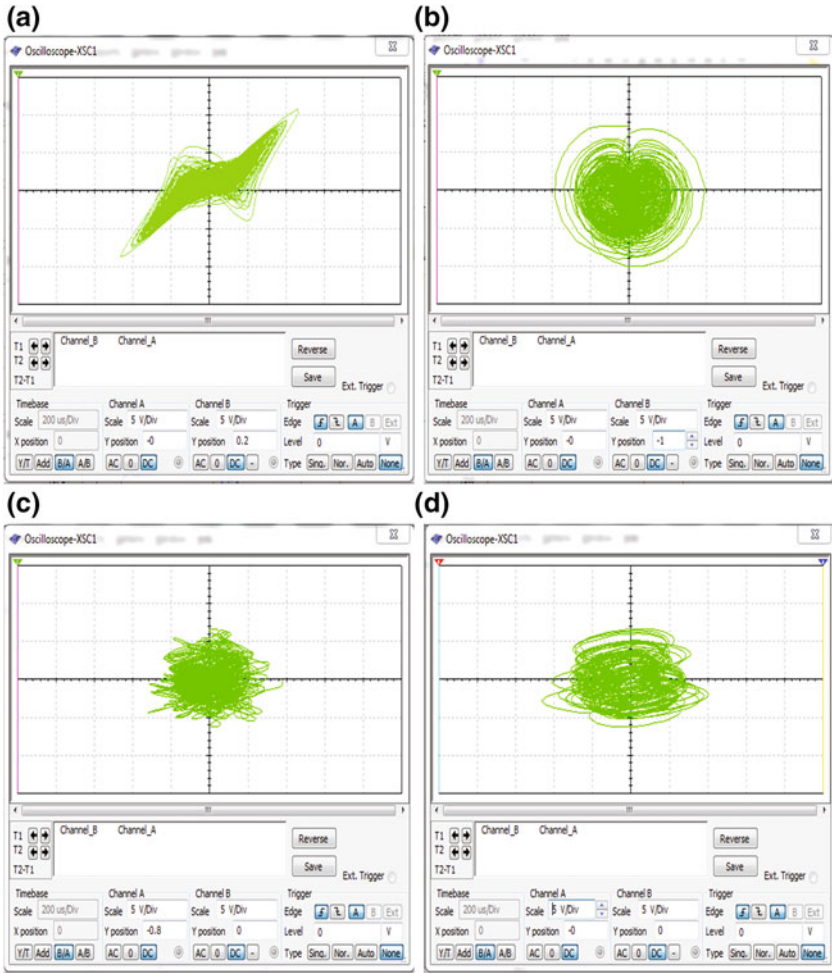 (a) (b)
Oscilloscope-XSC1 Oscilloscope-XSC1
T1 Channel_B Channel_A Reverse T1 Channel_B Channel_A Reverse
T2 T2
T2-T1 Save Ext. Trigger T2-T1 Save Ext. Trigger
Timebase Channel A Channel B Trigger Timebase Channel A Channel B Trigger
Scale 200 us/Div Scale 5 V/Div Scale 5 V/Div Edge A B Ext Scale 200 us/Div Scale 5 V/Div Scale 5 V/Div Edge A B Ext
X position 0 Y position -0 Y position 0.2 Level 0 V X position 0 Y position -0 Y position -1 Level 0 V
Y/T Add B/A A/B AC 0 DC AC 0 DC - Type Sing. Nor. Auto None Y/T Add B/A A/B AC 0 DC AC 0 DC - Type Sing. Nor. Auto None
(c) (d)
Oscilloscope-XSC1 Oscilloscope-XSC1
T1 Channel_B Channel_A Reverse T1 Channel_B Channel_A Reverse
T2 T2
T2-T1 Save Ext. Trigger T2-T1 Save Ext. Trigger
Timebase Channel A Channel B Trigger Timebase Channel A Channel B Trigger
Scale 200 us/Div Scale 5 V/Div Scale 5 V/Div Edge A B Ext Scale 200 us/Div Scale 5 V/Div Scale 5 V/Div Edge A B Ext
X position 0 Y position -0.8 Y position 0 Level 0 V X position 0 Y position -0 Y position 0 Level 0 V
Y/T Add B/A A/B AC 0 DC AC 0 DC - Type Sing. Nor. Auto None Y/T Add B/A A/B AC 0 DC AC 0 DC - Type Sing. Nor. Auto None